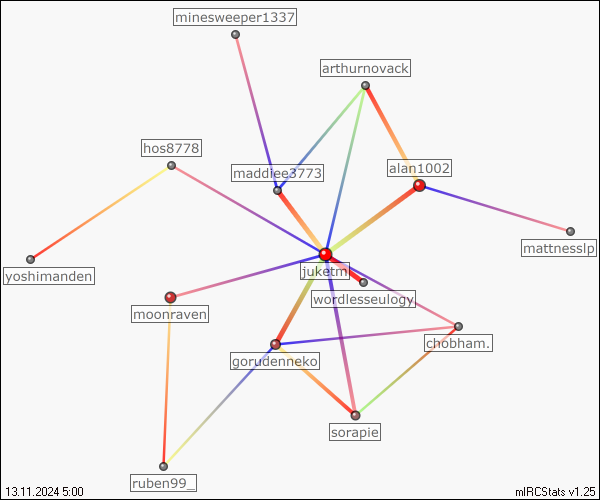 minesweeper1337
arthurnovack
hos8778
alan1002
maddiee3773
mattnesslp
yoshimanden
juketm
wordlesseulogy
moonraven
chobham.
gorudenneko
sorapie
ruben99_
13.11.2024 5:00
mIRCStats v1.25